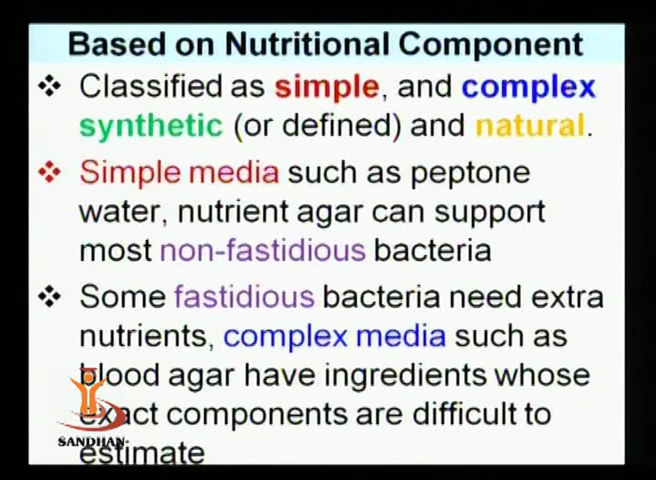 Based on Nutritional Component
❖ Classified as simple, and complex
synthetic (or defined) and natural.
❖ Simple media such as peptone
water, nutrient agar can support
most non-fastidious bacteria
❖ Some fastidious bacteria need extra
nutrients, complex media such as
blood agar have ingredients whose
exact components are difficult to
estimate
SANDHAN